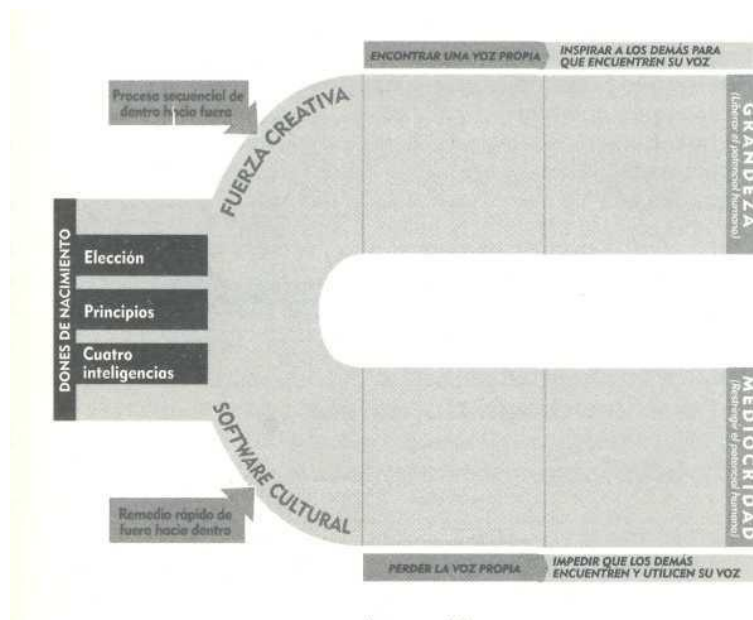 ENCONTRAR UNA VOZ PROPIA
INSPIRAR A LOS DEMÁS PARA
QUE ENCUENTREN SU VOZ
Proceso secuencial de
dentro hacia fuera
FUERZA CREATIVA
GRANDEZA
(Liberar el potencial humano)
DONES DE NACIMIENTO
Elección
Principios
Cuatro
inteligencias
SOFTWARE CULTURAL
MEDIOCRIDAD
(Restringir el potencial humano)
Remedio rápido de
fuera hacia dentro
PERDER LA VOZ PROPIA
IMPEDIR QUE LOS DEMÁS
ENCUENTREN Y UTILICEN SU VOZ